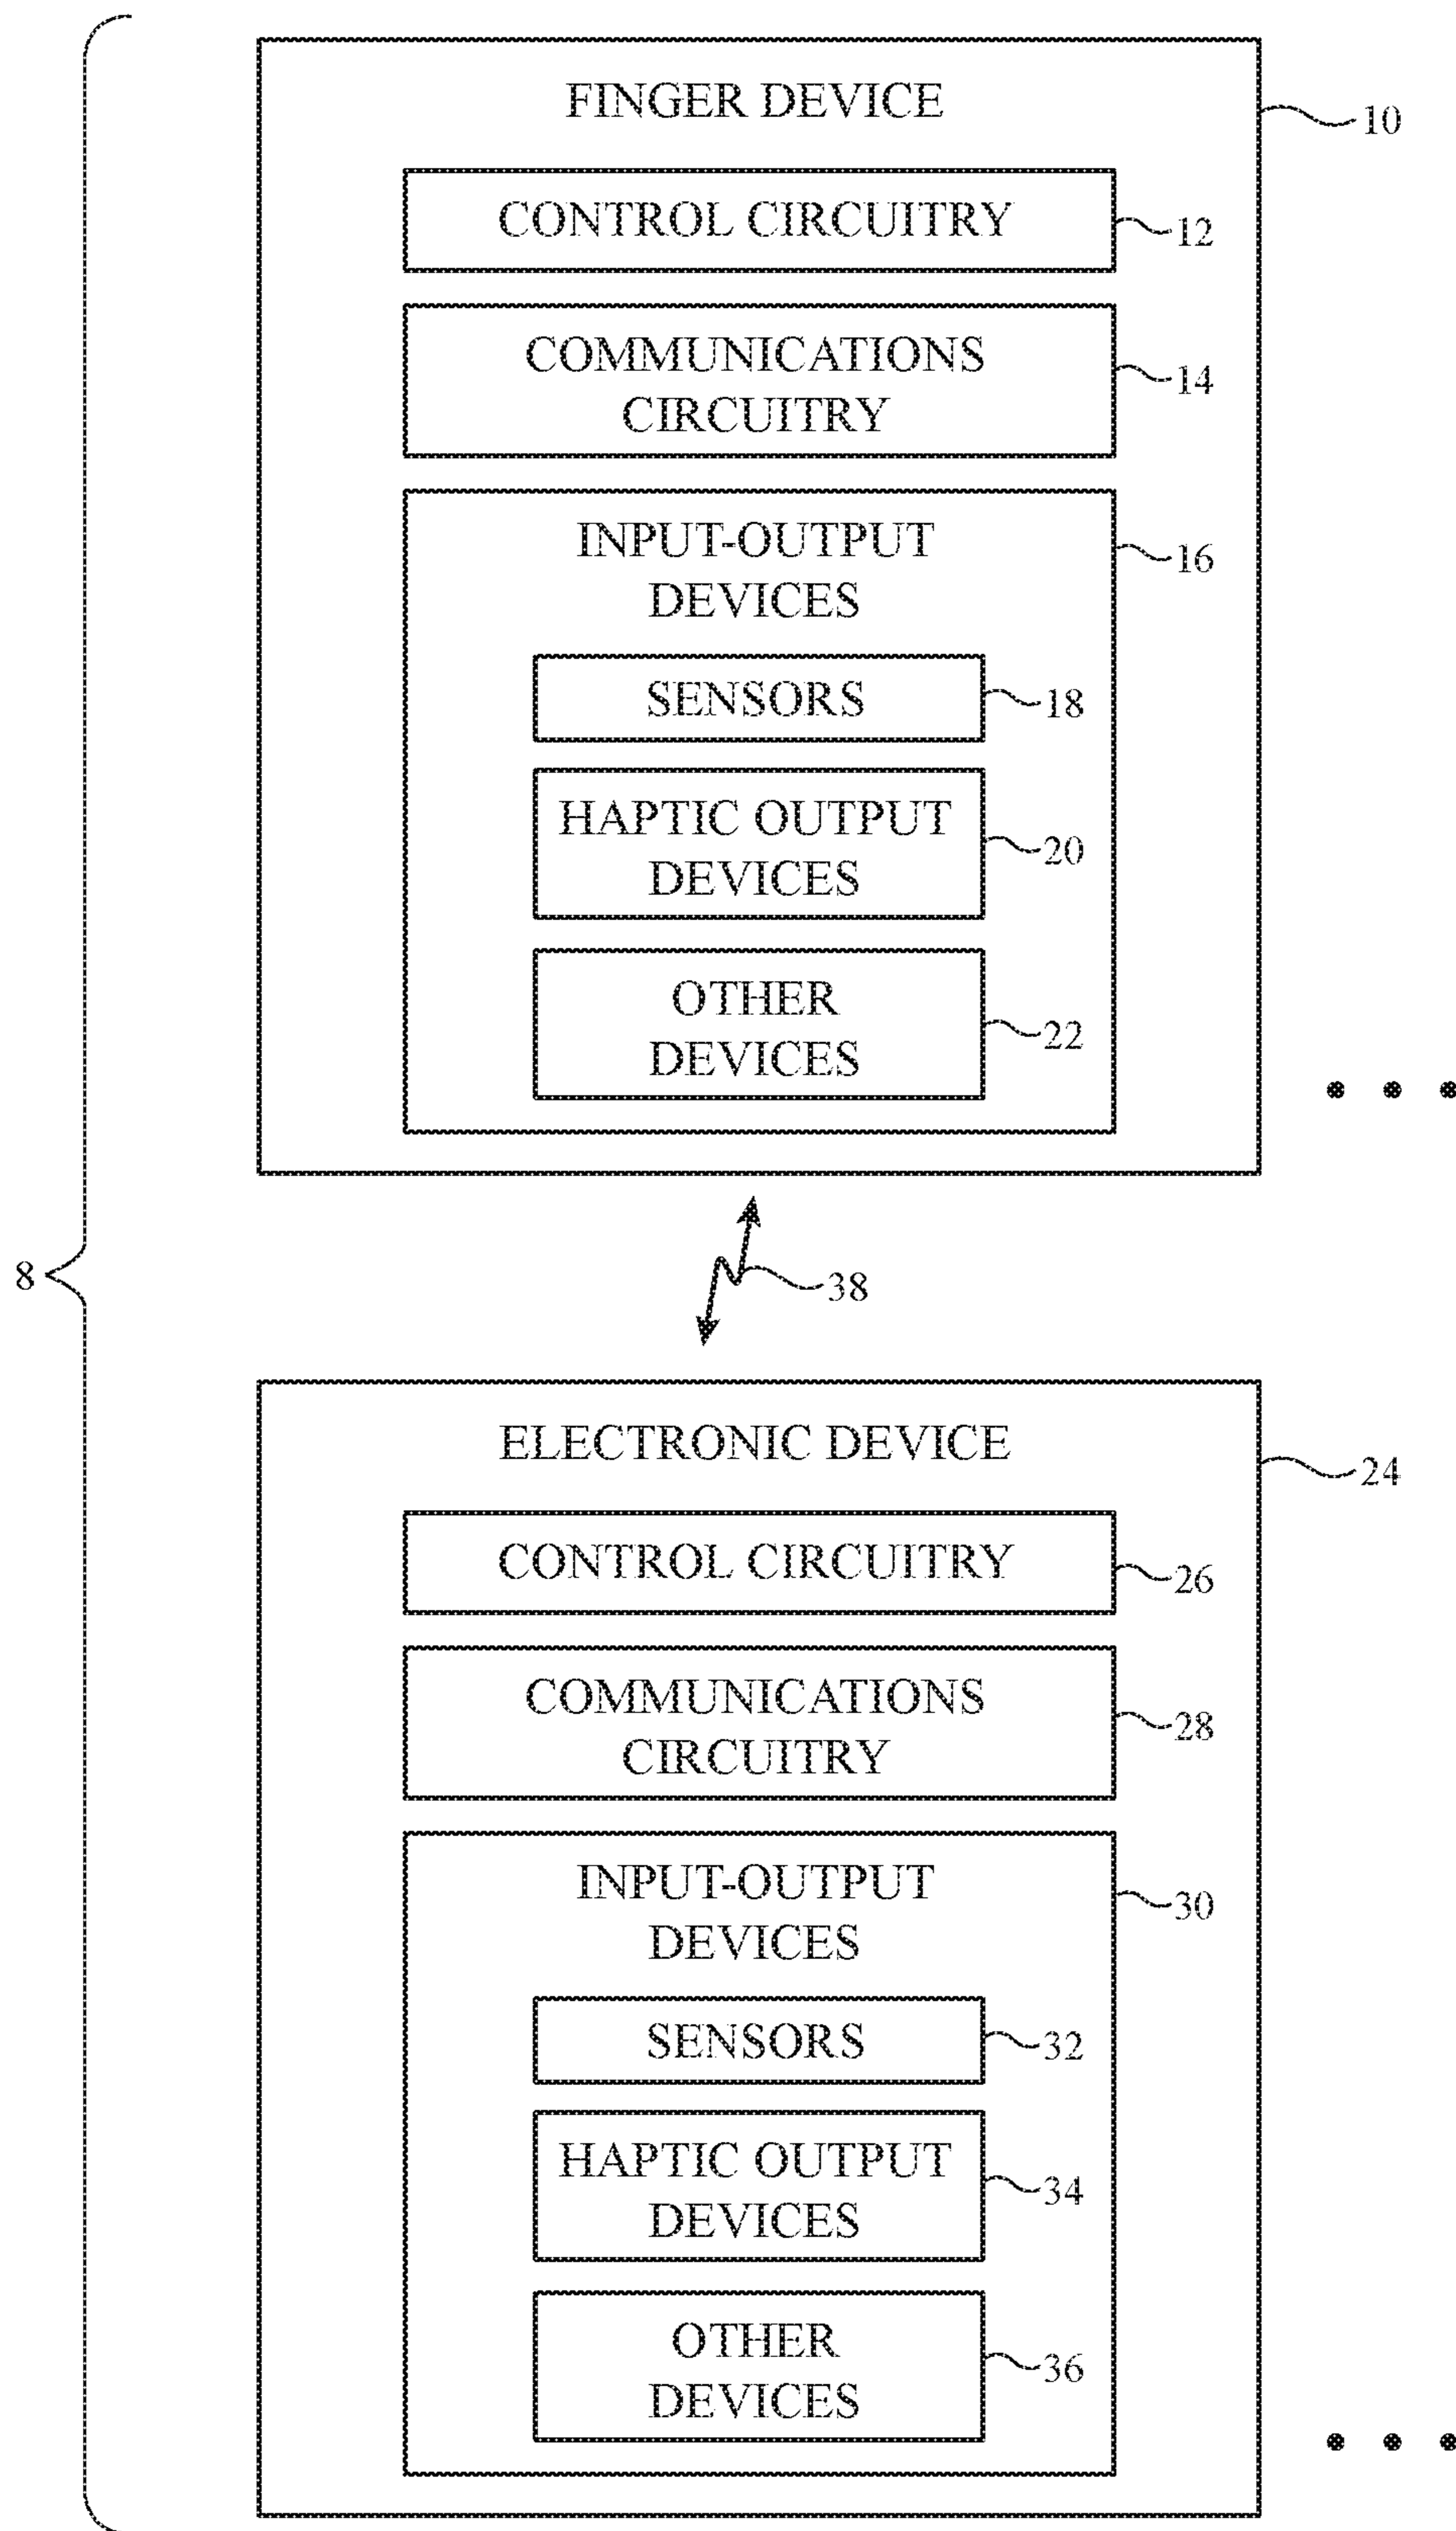 FINGER DEVICE
10
CONTROL CIRCUITRY
12
COMMUNICATIONS
CIRCUITRY
14
INPUT-OUTPUT
DEVICES
16
SENSORS
18
HAPTIC OUTPUT
DEVICES
20
OTHER
DEVICES
22
8
38
ELECTRONIC DEVICE
24
CONTROL CIRCUITRY
26
COMMUNICATIONS
CIRCUITRY
28
INPUT-OUTPUT
DEVICES
30
SENSORS
32
HAPTIC OUTPUT
DEVICES
34
OTHER
DEVICES
36